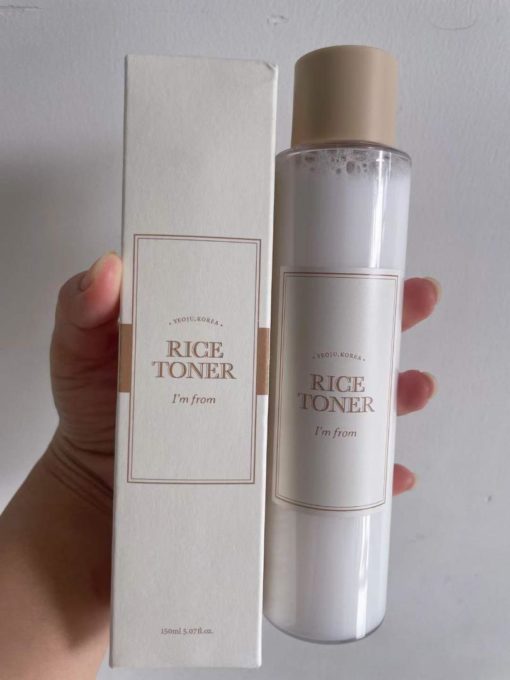 • YEOJU.KOREA •
RICE
TONER
I'm from
150ml 5.07fl.oz.
• YEOJU.KOREA •
RICE
TONER
I'm from